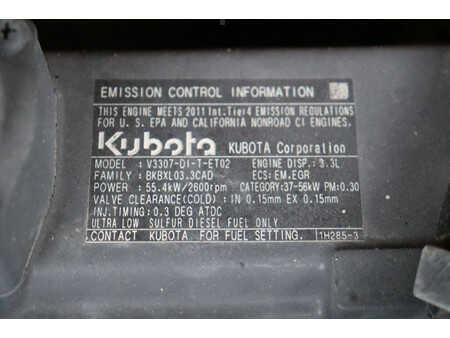 EMISSION CONTROL INFORMATION
THIS ENGINE MEETS 2011 Int.Tier4 EMISSION REGULATIONS
FOR U.S. EPA AND CALIFORNIA NONROAD CI ENGINES.
Kubota KUBOTA Corporation
MODEL : V3307-DI-T-ET02 ENGINE DISP.: 3.3L
FAMILY : BKBXL03.3CAD ECS: EM.EGR
POWER : 55.4kW/2600rpm CATEGORY:37-56kW PM:0.30
VALVE CLEARANCE(COLD) : IN 0.15mm EX 0.15mm
INJ.TIMING: 0.3 DEG ATDC
ULTRA LOW SULFUR DIESEL FUEL ONLY
CONTACT KUBOTA FOR FUEL SETTING. 1H285-3